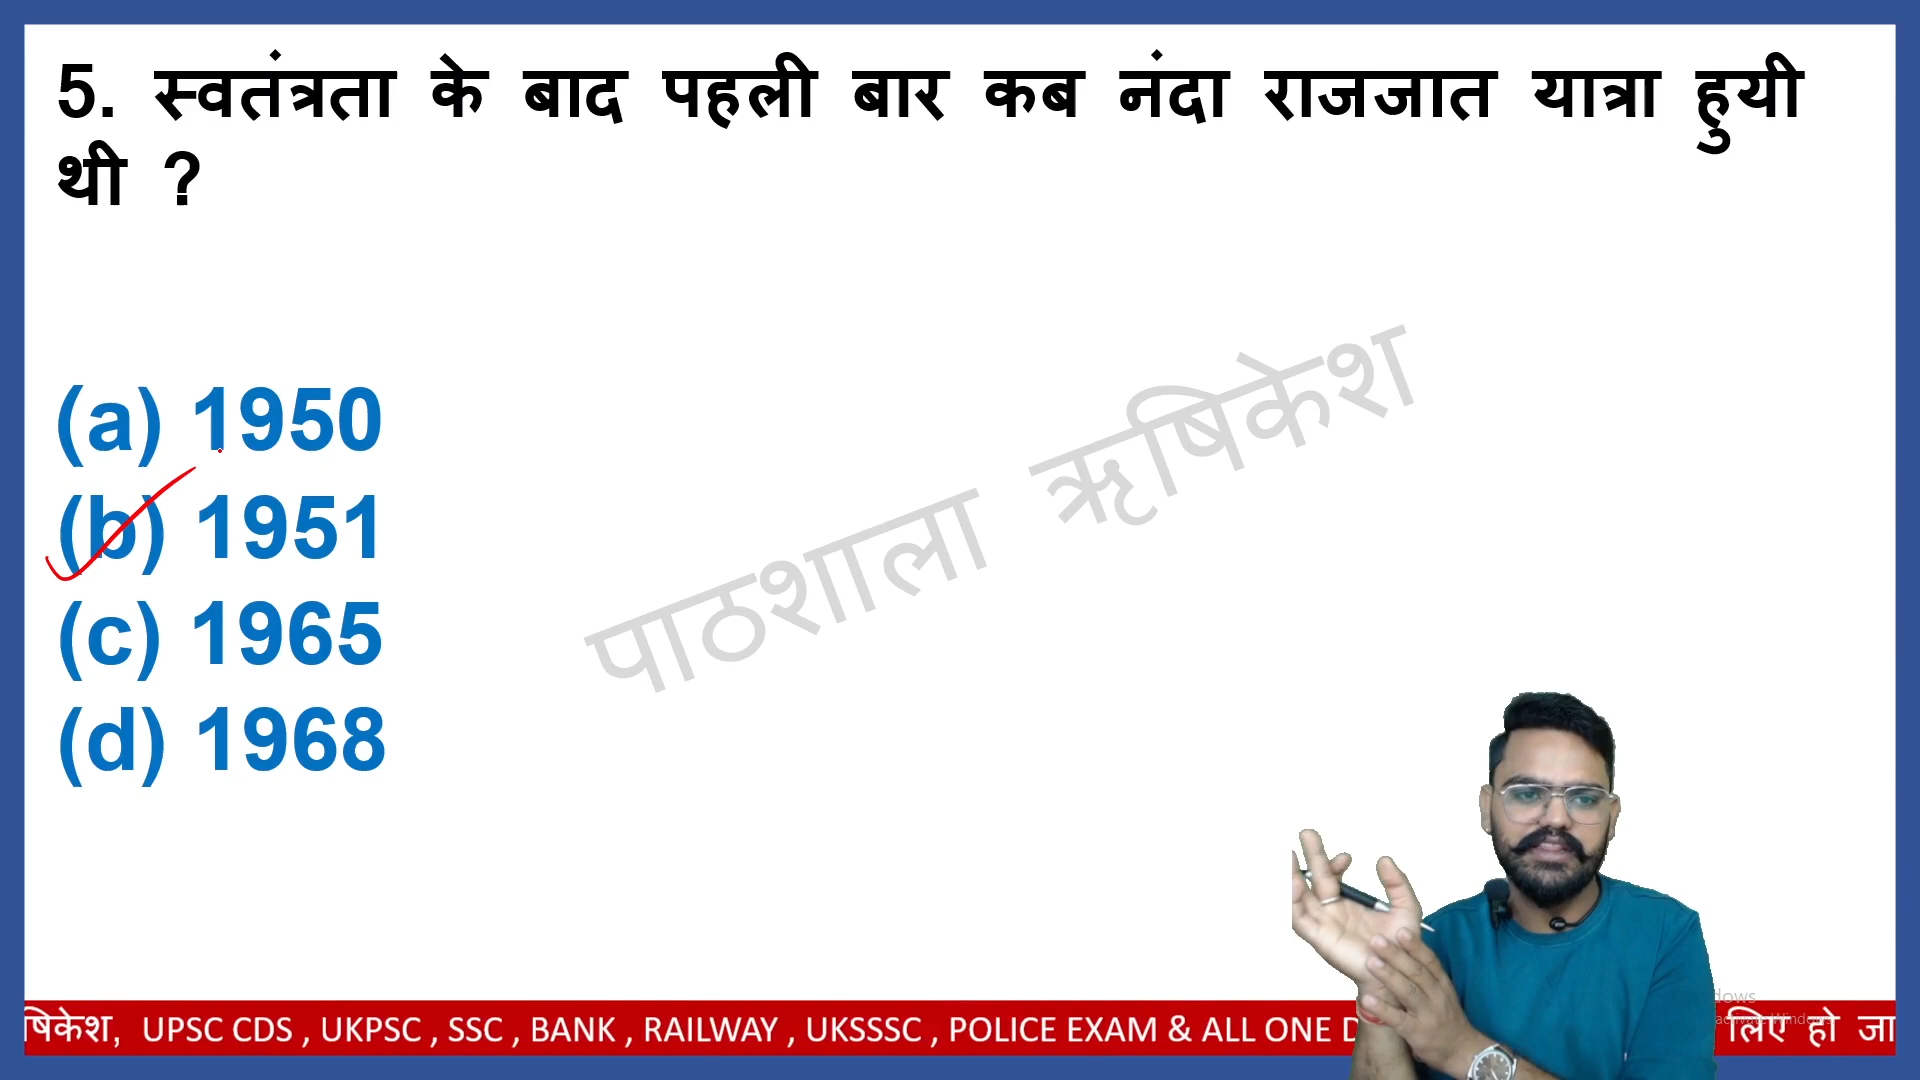 5. स्वतंत्रता के बाद पहली बार कब नंदा राजजात यात्रा हुयी
थी ?
(a) 1950
(b) 1951
(c) 1965
(d) 1968
पाठशाला ऋषिकेश
षिकेश, UPSC CDS , UKPSC , SSC , BANK , RAILWAY , UKSSSC , POLICE EXAM & ALL ONE D
लिए हो जा